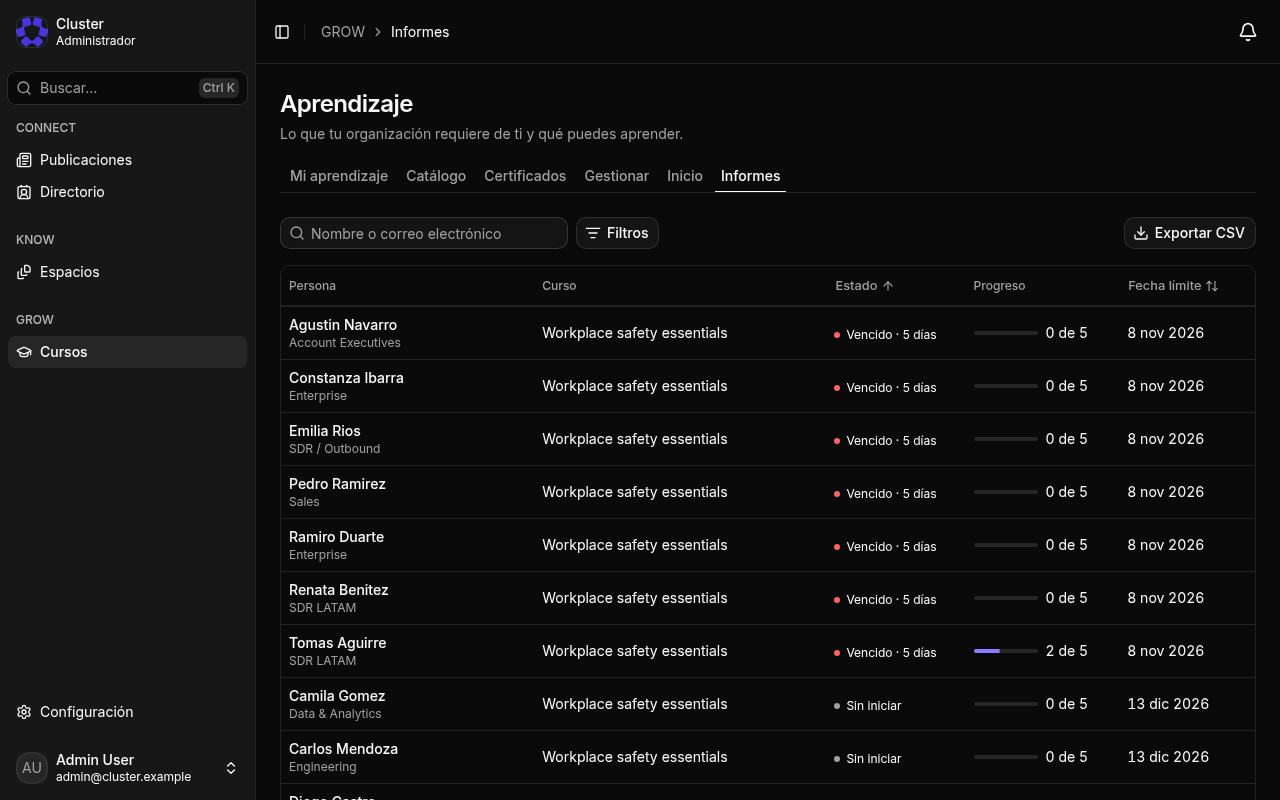 Cluster
Administrador
Buscar...
Ctrl K
CONNECT
Publicaciones
Directorio
KNOW
Espacios
GROW
Cursos
Configuración
AU
Admin User
admin@cluster.example
GROW > Informes
Aprendizaje
Lo que tu organización requiere de ti y qué puedes aprender.
Mi aprendizaje Catálogo Certificados Gestionar Inicio Informes
Nombre o correo electrónico Filtros Exportar CSV
Persona Curso Estado Progreso Fecha límite
Agustin Navarro
Account Executives
Workplace safety essentials Vencido · 5 días 0 de 5 8 nov 2026
Constanza Ibarra
Enterprise
Workplace safety essentials Vencido · 5 días 0 de 5 8 nov 2026
Emilia Rios
SDR / Outbound
Workplace safety essentials Vencido · 5 días 0 de 5 8 nov 2026
Pedro Ramirez
Sales
Workplace safety essentials Vencido · 5 días 0 de 5 8 nov 2026
Ramiro Duarte
Enterprise
Workplace safety essentials Vencido · 5 días 0 de 5 8 nov 2026
Renata Benitez
SDR LATAM
Workplace safety essentials Vencido · 5 días 0 de 5 8 nov 2026
Tomas Aguirre
SDR LATAM
Workplace safety essentials Vencido · 5 días 2 de 5 8 nov 2026
Camila Gomez
Data & Analytics
Workplace safety essentials Sin iniciar 0 de 5 13 dic 2026
Carlos Mendoza
Engineering
Workplace safety essentials Sin iniciar 0 de 5 13 dic 2026